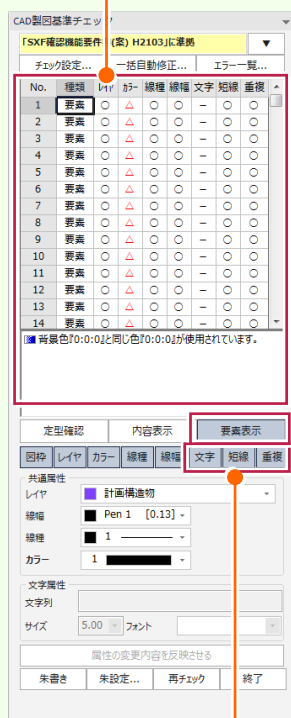 CAD製図基準チェッ
「SXF確認機能要件 (案) H2103」に準拠 ▼
チェック設定... 一括自動修正... エラー一覧...
No. 種類 ﾚｲﾔ ｶﾗｰ 線種 線幅 文字 短線 重複
1 要素 ○ △ ○ ○ － ○ ○
2 要素 ○ △ ○ ○ － ○ ○
3 要素 ○ △ ○ ○ － ○ ○
4 要素 ○ △ ○ ○ － ○ ○
5 要素 ○ △ ○ ○ － ○ ○
6 要素 ○ △ ○ ○ － ○ ○
7 要素 ○ △ ○ ○ － ○ ○
8 要素 ○ △ ○ ○ － ○ ○
9 要素 ○ △ ○ ○ － ○ ○
10 要素 ○ △ ○ ○ － ○ ○
11 要素 ○ △ ○ ○ － ○ ○
12 要素 ○ △ ○ ○ － ○ ○
13 要素 ○ △ ○ ○ － ○ ○
14 要素 ○ △ ○ ○ － ○ ○
背景色『0:0:0』と同じ色『0:0:0』が使用されています。
定型確認 内容表示 要素表示
図枠 レイヤ カラー 線種 線幅 文字 短線 重複
共通属性
レイヤ 計画構造物
線幅 Pen 1 [0.13]
線種 1
カラー 1
文字属性
文字列
サイズ 5.00 フォント
属性の変更内容を反映させる
朱書き 朱設定... 再チェック 終了